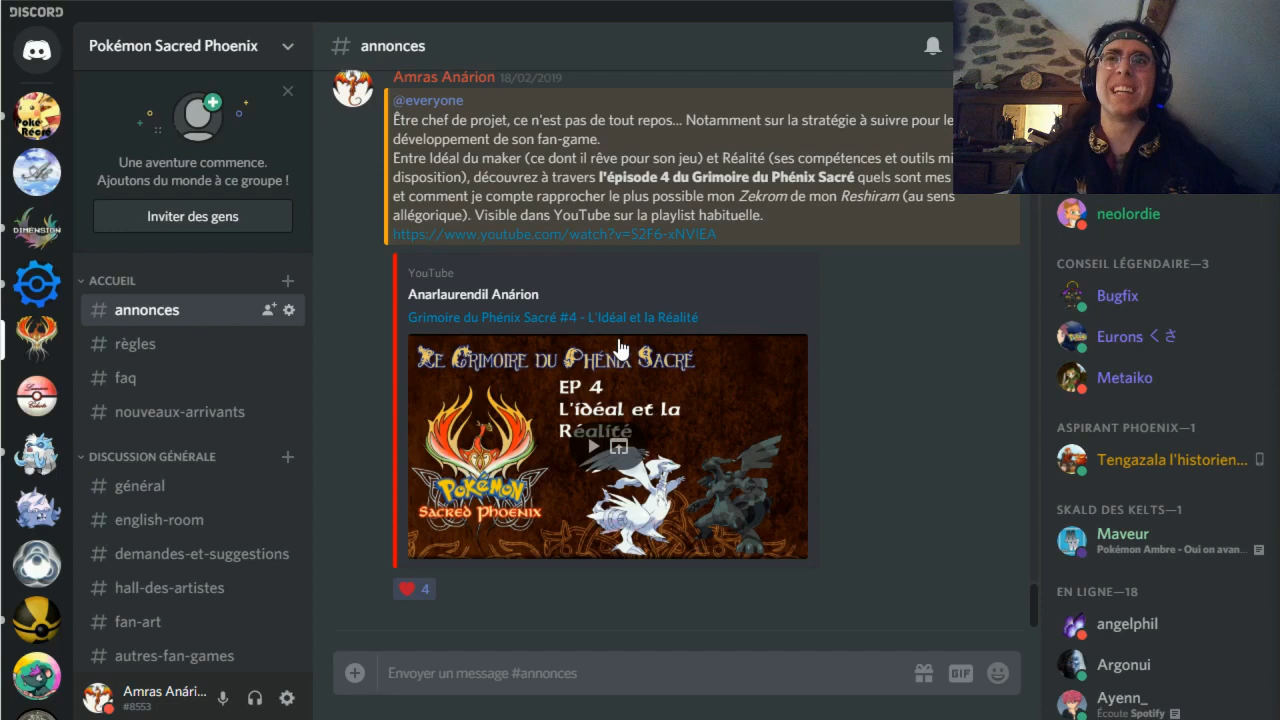 DISCORD
Pokémon Sacred Phoenix
Une aventure commence.
Ajoutons du monde à ce groupe !
Inviter des gens
ACCUEIL
# annonces
# règles
# faq
# nouveaux-arrivants
DISCUSSION GÉNÉRALE
# général
# english-room
# demandes-et-suggestions
# hall-des-artistes
# fan-art
# autres-fan-games
Amras Anári...
#8553
Poké
Récré
DIMENSION
# annonces
Amras Anárion 18/02/2019
@everyone
Être chef de projet, ce n'est pas de tout repos... Notamment sur la stratégie à suivre pour le
développement de son fan-game.
Entre Idéal du maker (ce dont il rêve pour son jeu) et Réalité (ses compétences et outils mi
disposition), découvrez à travers l'épisode 4 du Grimoire du Phénix Sacré quels sont mes
et comment je compte rapprocher le plus possible mon Zekrom de mon Reshiram (au sens
allégorique). Visible dans YouTube sur la playlist habituelle.
https://www.youtube.com/watch?v=S2F6-xNVIEA
YouTube
Anarlaurendil Anárion
Grimoire du Phénix Sacré #4 - L'Idéal et la Réalité
Le Grimoire du Phénix Sacré
EP 4
L'idéal et la
Réalité
Pokémon
Sacred Phoenix
4
Envoyer un message #annonces
GIF
neolordie
CONSEIL LÉGENDAIRE—3
Bugfix
Eurons くさ
Metaiko
ASPIRANT PHOENIX—1
Tengazala l'historien...
SKALD DES KELTS—1
Maveur
Pokémon Ambre - Oui on avan...
EN LIGNE—18
angelphil
Argonui
Ayenn_
Écoute Spotify